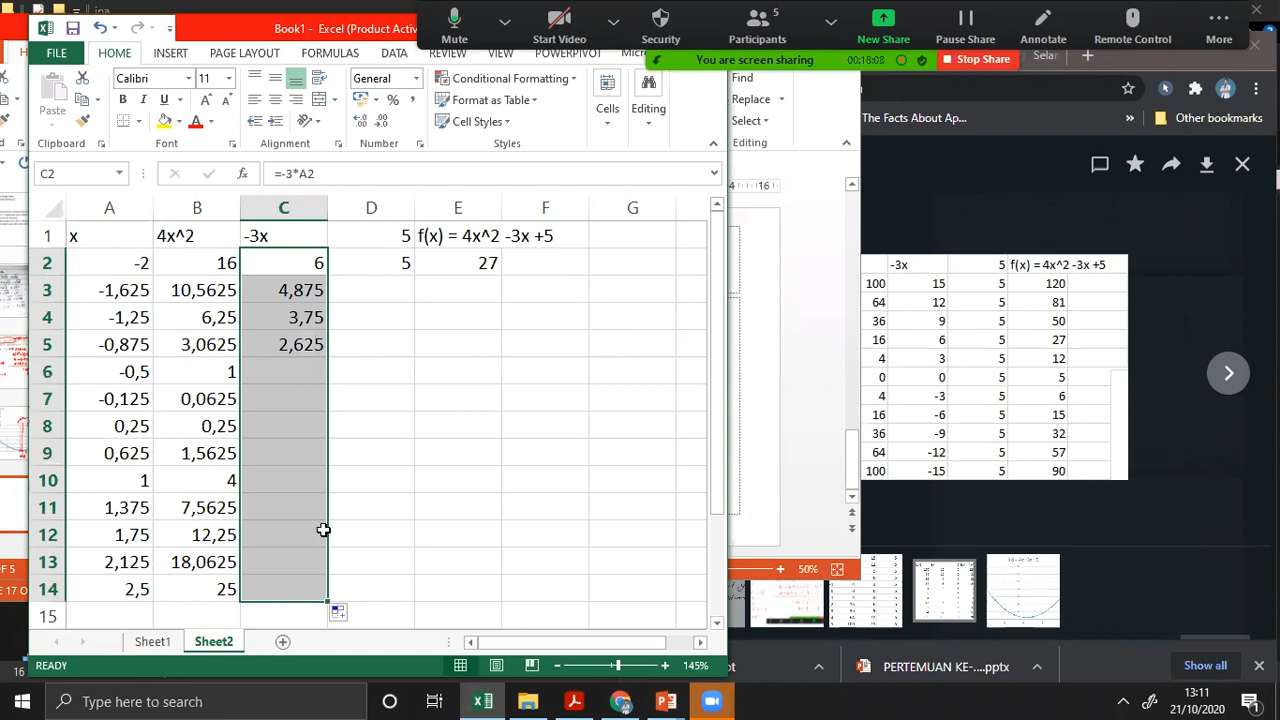 Book1 - Excel (Product Activ
Mute
Start Video
Security
5
Participants
New Share
Pause Share
Annotate
Remote Control
More
You are screen sharing
00:18:08
Stop Share
Selar
FILE
HOME
INSERT
PAGE LAYOUT
FORMULAS
DATA
REVIEW
VIEW
POWERPIVOT
Calibri
11
General
Conditional Formatting
Format as Table
Cell Styles
Paste
Cells
Editing
Clipboard
Font
Alignment
Number
Styles
Find
Replace
Select
Editing
The Facts About Ap...
Other bookmarks
C2
=-3*A2
4
16
A B C D E F G
1 x 4x^2 -3x 5 f(x) = 4x^2 -3x +5
2 -2 16 6 5 27
3 -1,625 10,5625 4,875
4 -1,25 6,25 3,75
5 -0,875 3,0625 2,625
6 -0,5 1
7 -0,125 0,0625
8 0,25 0,25
9 0,625 1,5625
10 1 4
11 1,375 7,5625
12 1,75 12,25
13 2,125 18,0625
14 2,5 25
15
-3x 5 f(x) = 4x^2 -3x +5
100 15 5 120
64 12 5 81
36 9 5 50
16 6 5 27
4 3 5 12
0 0 5 5
4 -3 5 6
16 -6 5 15
36 -9 5 32
64 -12 5 57
100 -15 5 90
50%
Sheet1
Sheet2
OF 5
17 O
READY
145%
PERTEMUAN KE-....pptx
Show all
16
Type here to search
13:11
21/10/2020